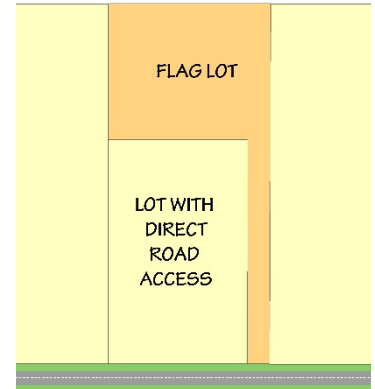 FLAG LOT
LOT WITH
DIRECT
ROAD
ACCESS